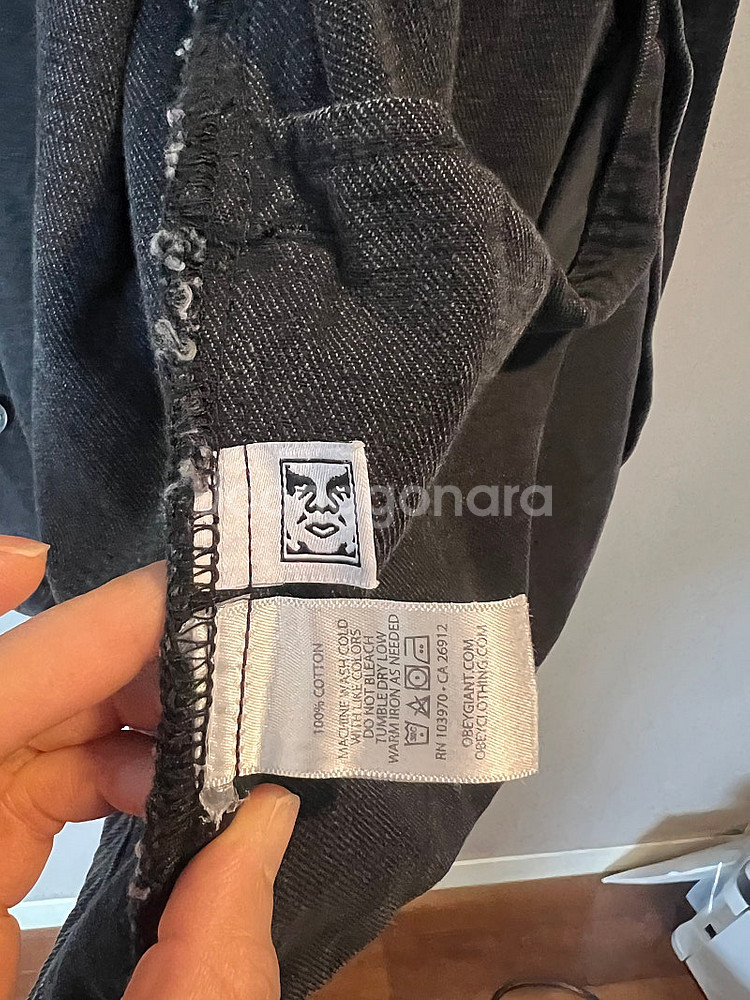 100% COTTON
MACHINE WASH COLD
WITH LIKE COLORS
DO NOT BLEACH
TUMBLE DRY LOW
WARM IRON AS NEEDED
RN 103970 • CA 26912
OBEYGIANT.COM
OBEYCLOTHING.COM